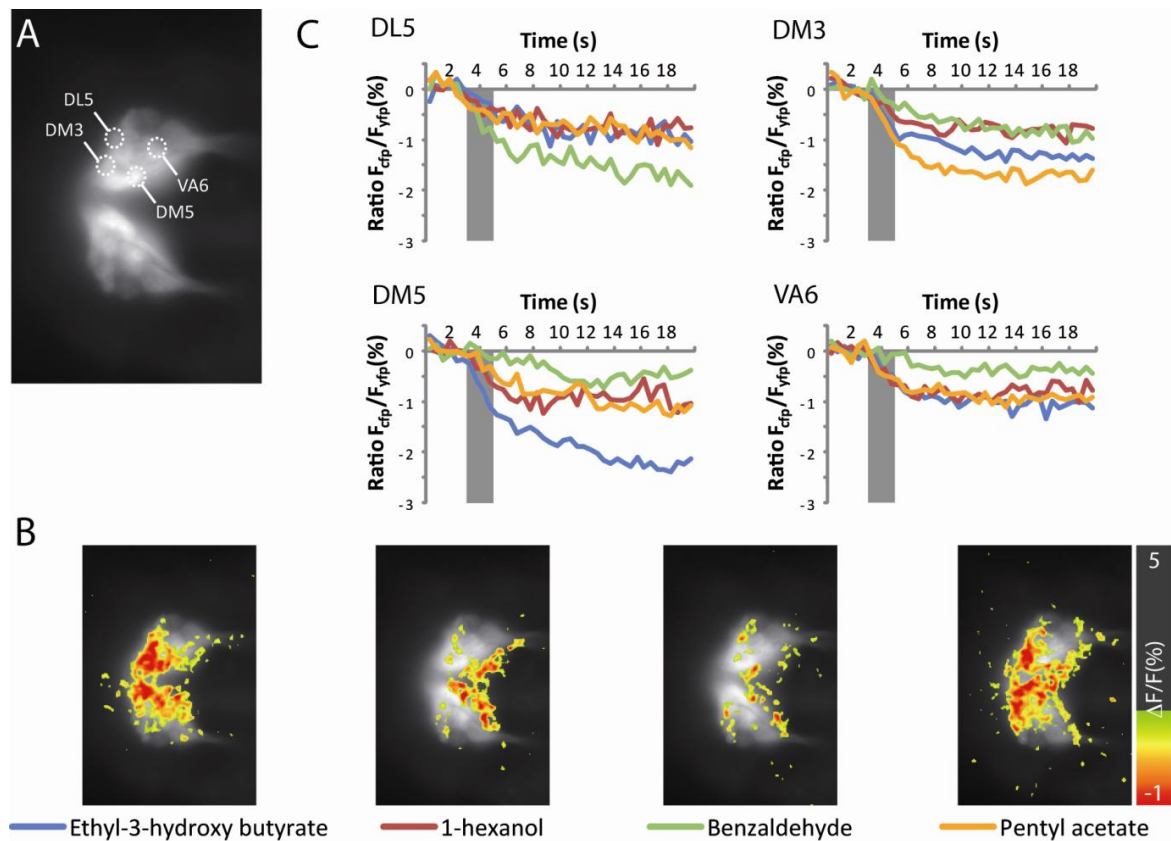 A
DL5
DM3
VA6
DM5
C
DL5
Time (s)
2 4 6 8 10 12 14 16 18
0
-1
-2
-3
Ratio Fcfp/Fyfp(%)
DM3
Time (s)
2 4 6 8 10 12 14 16 18
0
-1
-2
-3
Ratio Fcfp/Fyfp(%)
DM5
Time (s)
2 4 6 8 10 12 14 16 18
0
-1
-2
-3
Ratio Fcfp/Fyfp(%)
VA6
Time (s)
2 4 6 8 10 12 14 16 18
0
-1
-2
-3
Ratio Fcfp/Fyfp(%)
B
5
ΔF/F(%)
-1
Ethyl-3-hydroxy butyrate
1-hexanol
Benzaldehyde
Pentyl acetate